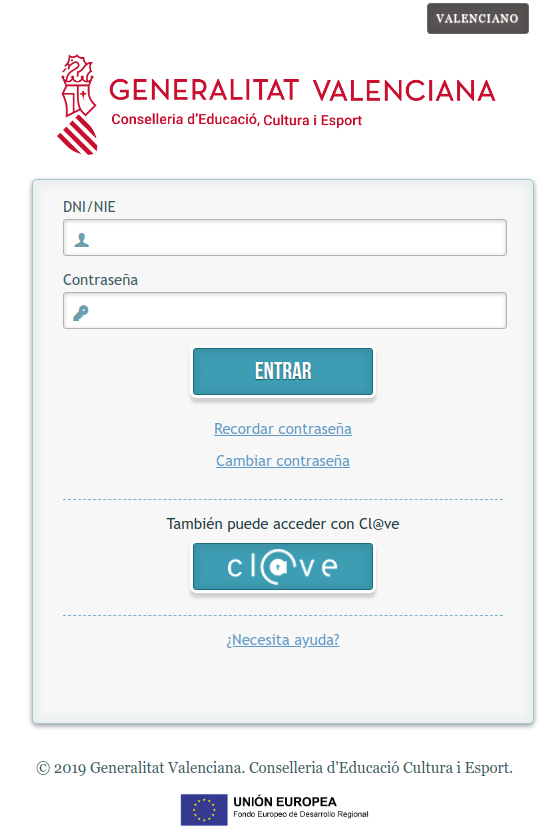 VALENCIANO
GENERALITAT VALENCIANA
Conselleria d'Educació, Cultura i Esport
DNI/NIE
Contraseña
ENTRAR
Recordar contraseña
Cambiar contraseña
También puede acceder con Cl@ve
cl@ve
¿Necesita ayuda?
© 2019 Generalitat Valenciana. Conselleria d'Educació Cultura i Esport.
UNIÓN EUROPEA
Fondo Europeo de Desarrollo Regional